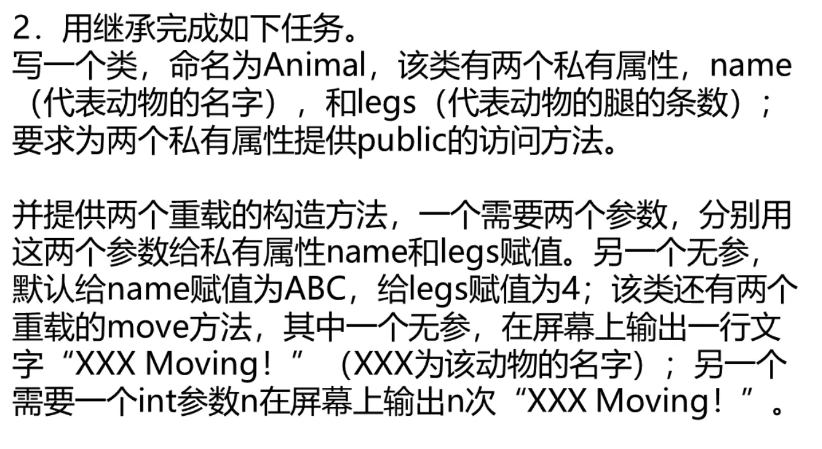 2．用继承完成如下任务。
写一个类，命名为Animal，该类有两个私有属性，name
（代表动物的名字），和legs（代表动物的腿的条数）；
要求为两个私有属性提供public的访问方法。
并提供两个重载的构造方法，一个需要两个参数，分别用
这两个参数给私有属性name和legs赋值。另一个无参，
默认给name赋值为ABC，给legs赋值为4；该类还有两个
重载的move方法，其中一个无参，在屏幕上输出一行文
字“XXX Moving！”（XXX为该动物的名字）；另一个
需要一个int参数n在屏幕上输出n次“XXX Moving！”。